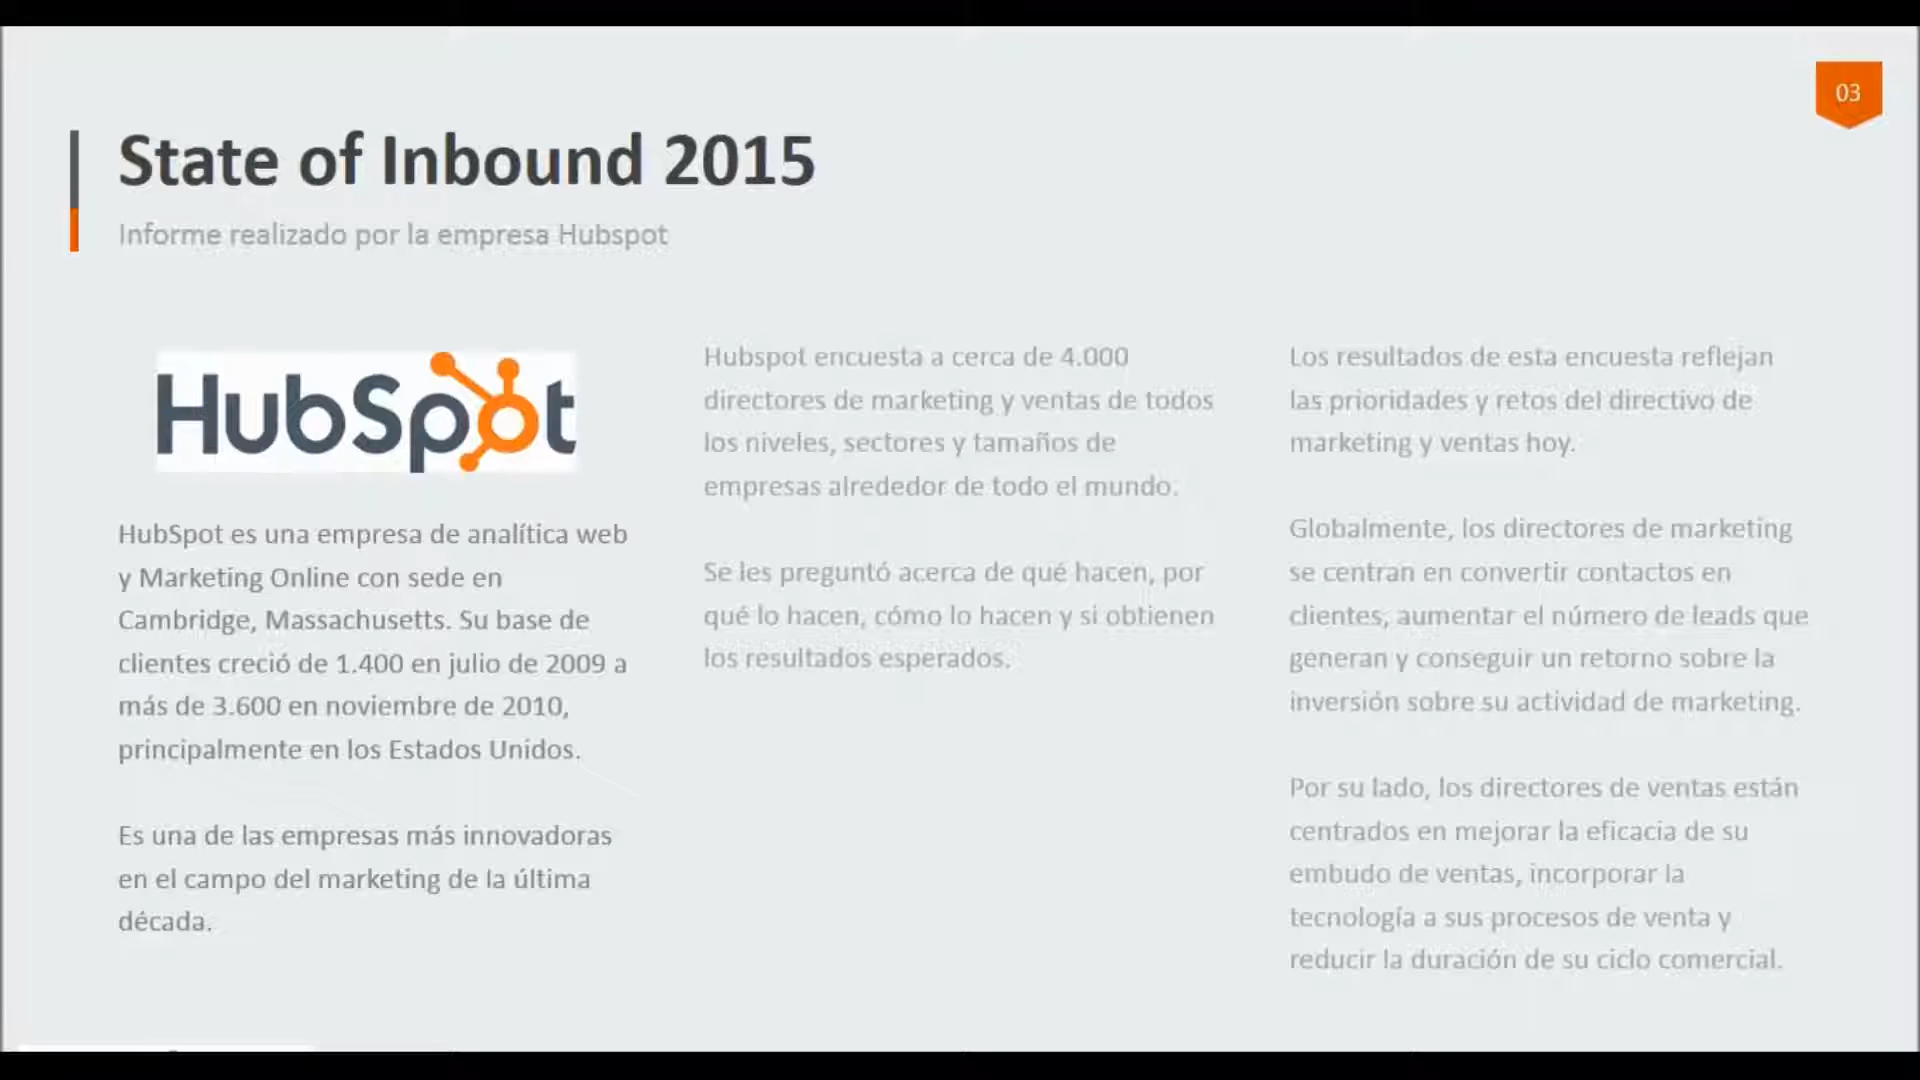 03
State of Inbound 2015
Informe realizado por la empresa Hubspot
HubSpot
HubSpot es una empresa de analítica web
y Marketing Online con sede en
Cambridge, Massachusetts. Su base de
clientes creció de 1.400 en julio de 2009 a
más de 3.600 en noviembre de 2010,
principalmente en los Estados Unidos.
Es una de las empresas más innovadoras
en el campo del marketing de la última
década.
Hubspot encuesta a cerca de 4.000
directores de marketing y ventas de todos
los niveles, sectores y tamaños de
empresas alrededor de todo el mundo.
Se les preguntó acerca de qué hacen, por
qué lo hacen, cómo lo hacen y si obtienen
los resultados esperados.
Los resultados de esta encuesta reflejan
las prioridades y retos del directivo de
marketing y ventas hoy.
Globalmente, los directores de marketing
se centran en convertir contactos en
clientes, aumentar el número de leads que
generan y conseguir un retorno sobre la
inversión sobre su actividad de marketing.
Por su lado, los directores de ventas están
centrados en mejorar la eficacia de su
embudo de ventas, incorporar la
tecnología a sus procesos de venta y
reducir la duración de su ciclo comercial.